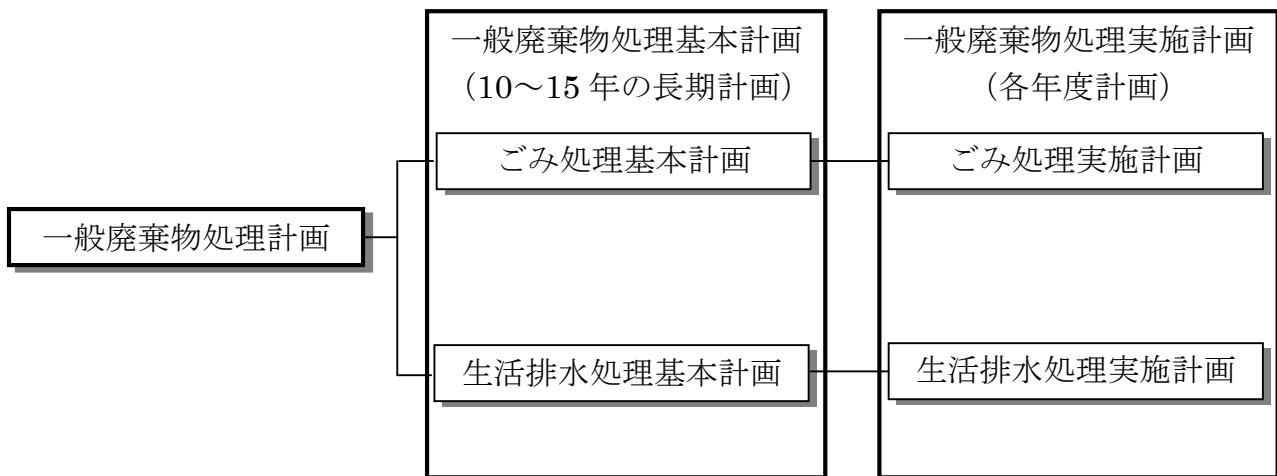 一般廃棄物処理基本計画
（10～15 年の長期計画）
一般廃棄物処理実施計画
（各年度計画）
ごみ処理基本計画
ごみ処理実施計画
一般廃棄物処理計画
生活排水処理基本計画
生活排水処理実施計画